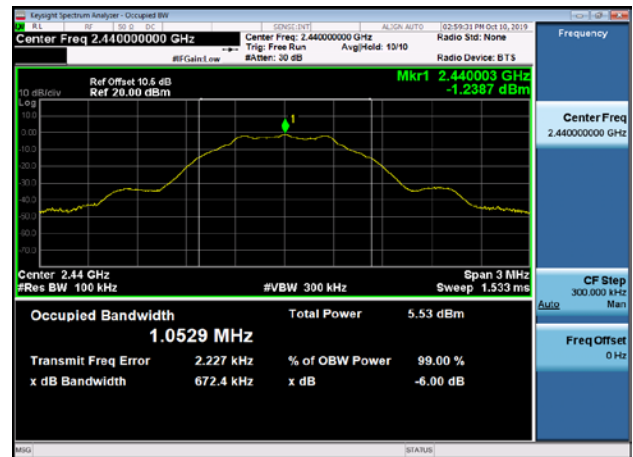 Keysight Spectrum Analyzer - Occupied BW
RL RF 50 Ω DC SENSE:INT ALIGN AUTO 02:59:31 PM Oct 10, 2019
Center Freq 2.440000000 GHz
Center Freq: 2.440000000 GHz
Radio Std: None
Trig: Free Run Avg|Hold: 10/10
#IFGain:Low #Atten: 30 dB Radio Device: BTS
Frequency
Ref Offset 10.6 dB
10 dB/div Ref 20.00 dBm
Mkr1 2.440003 GHz
-1.2387 dBm
Log
10.0
0.00
-10.0
-20.0
-30.0
-40.0
-50.0
-60.0
-70.0
1
Center Freq
2.440000000 GHz
Center 2.44 GHz Span 3 MHz
#Res BW 100 kHz #VBW 300 kHz Sweep 1.533 ms
CF Step
300.000 kHz
Auto Man
Occupied Bandwidth Total Power 5.53 dBm
1.0529 MHz
Freq Offset
0 Hz
Transmit Freq Error 2.227 kHz % of OBW Power 99.00 %
x dB Bandwidth 672.4 kHz x dB -6.00 dB
MSG STATUS